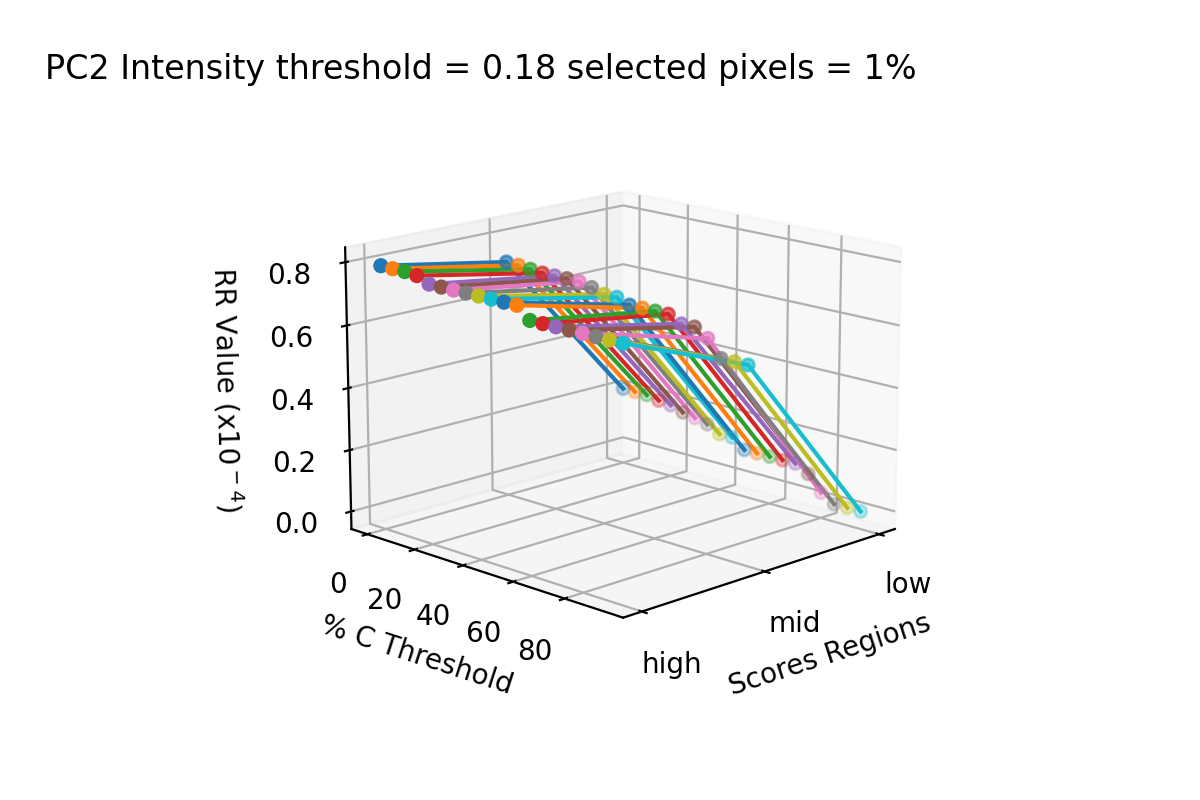 PC2 Intensity threshold = 0.18 selected pixels = 1%
RR Value (x10⁻⁴)
0.8
0.6
0.4
0.2
0.0
0
20
40
60
80
% C Threshold
high
mid
low
Scores Regions